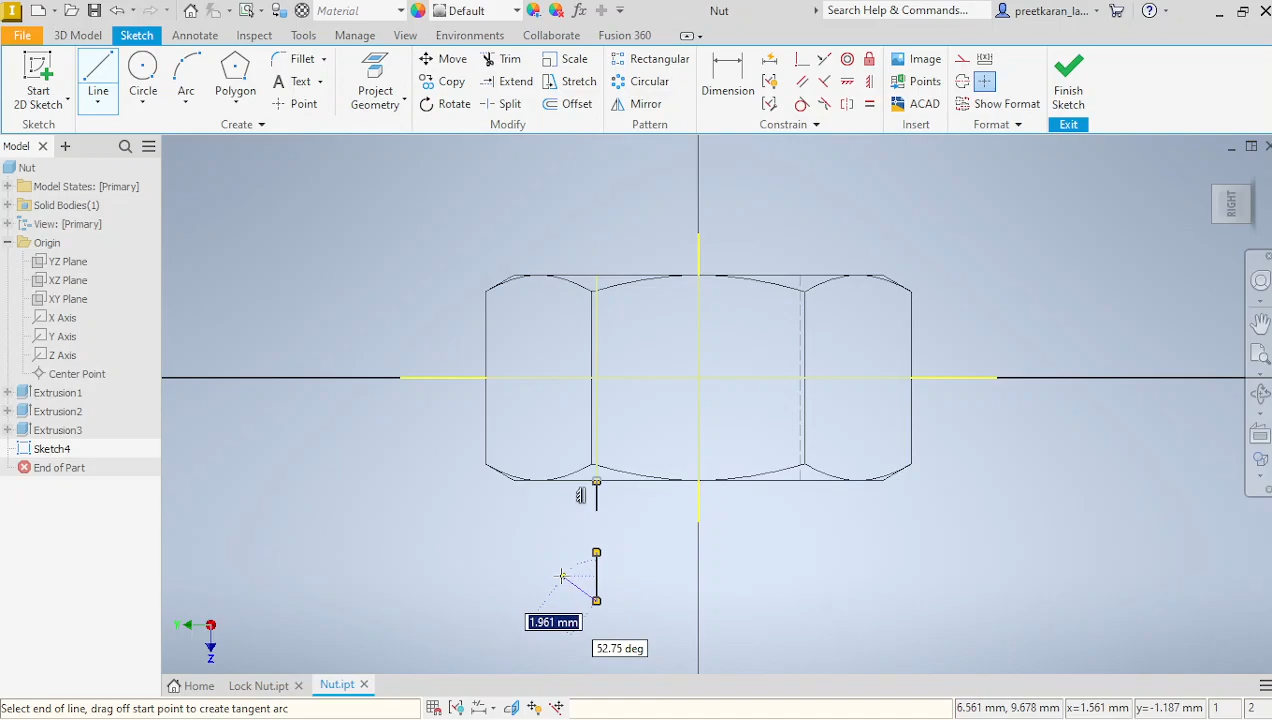 Material
Default
Nut
Search Help & Commands...
preetkaran_la...
File
3D Model
Sketch
Annotate
Inspect
Tools
Manage
View
Environments
Collaborate
Fusion 360
Start
2D Sketch
Line
Circle
Arc
Polygon
Fillet
Text
Point
Project
Geometry
Move
Copy
Rotate
Trim
Extend
Split
Scale
Stretch
Offset
Rectangular
Circular
Mirror
Dimension
Image
Points
ACAD
Show Format
Finish
Sketch
Sketch
Create
Modify
Pattern
Constrain
Insert
Format
Exit
Model
Nut
Model States: [Primary]
Solid Bodies(1)
View: [Primary]
Origin
YZ Plane
XZ Plane
XY Plane
X Axis
Y Axis
Z Axis
Center Point
Extrusion1
Extrusion2
Extrusion3
Sketch4
End of Part
RIGHT
1.961 mm
52.75 deg
Y
Z
Home
Lock Nut.ipt
Nut.ipt
Select end of line, drag off start point to create tangent arc
6.561 mm, 9.678 mm
x=1.561 mm
y=-1.187 mm
1
2